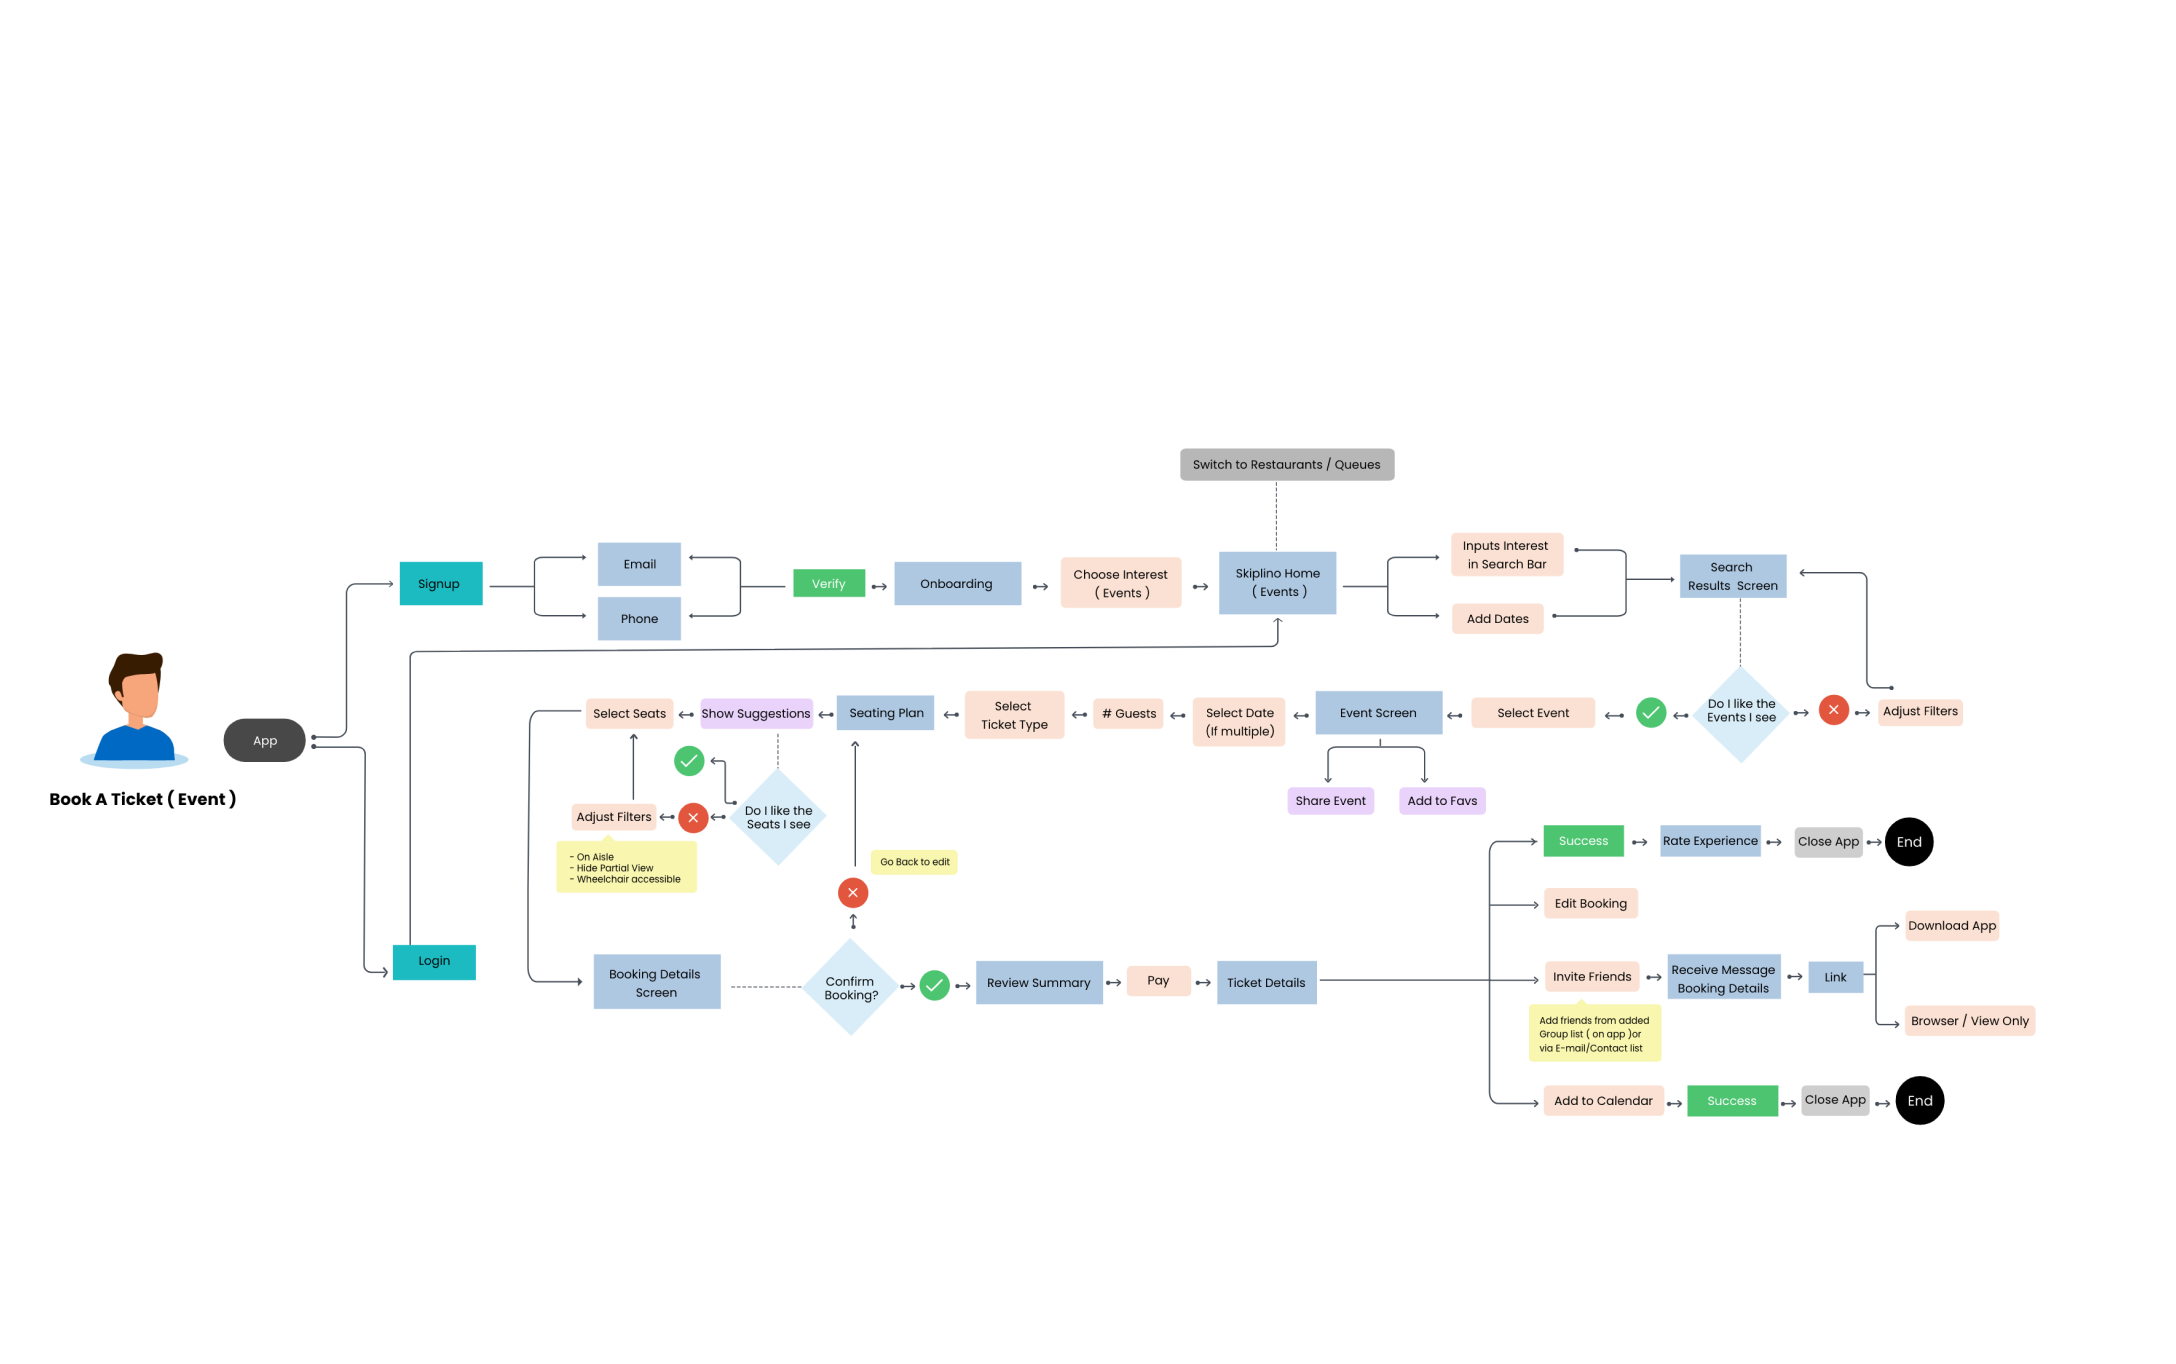 Switch to Restaurants / Queues
Signup
Email
Phone
Verify
Onboarding
Choose Interest
( Events )
Skiplino Home
( Events )
Inputs Interest
in Search Bar
Add Dates
Search
Results Screen
App
Book A Ticket ( Event )
Login
Select Seats
Show Suggestions
Seating Plan
Select
Ticket Type
# Guests
Select Date
(If multiple)
Event Screen
Select Event
Do I like the
Events I see
Adjust Filters
Share Event
Add to Favs
Adjust Filters
Do I like the
Seats I see
- On Aisle
- Hide Partial View
- Wheelchair accessible
Go Back to edit
Booking Details
Screen
Confirm
Booking?
Review Summary
Pay
Ticket Details
Success
Rate Experience
Close App
End
Edit Booking
Invite Friends
Receive Message
Booking Details
Link
Download App
Browser / View Only
Add friends from added
Group list ( on app )or
via E-mail/Contact list
Add to Calendar
Success
Close App
End